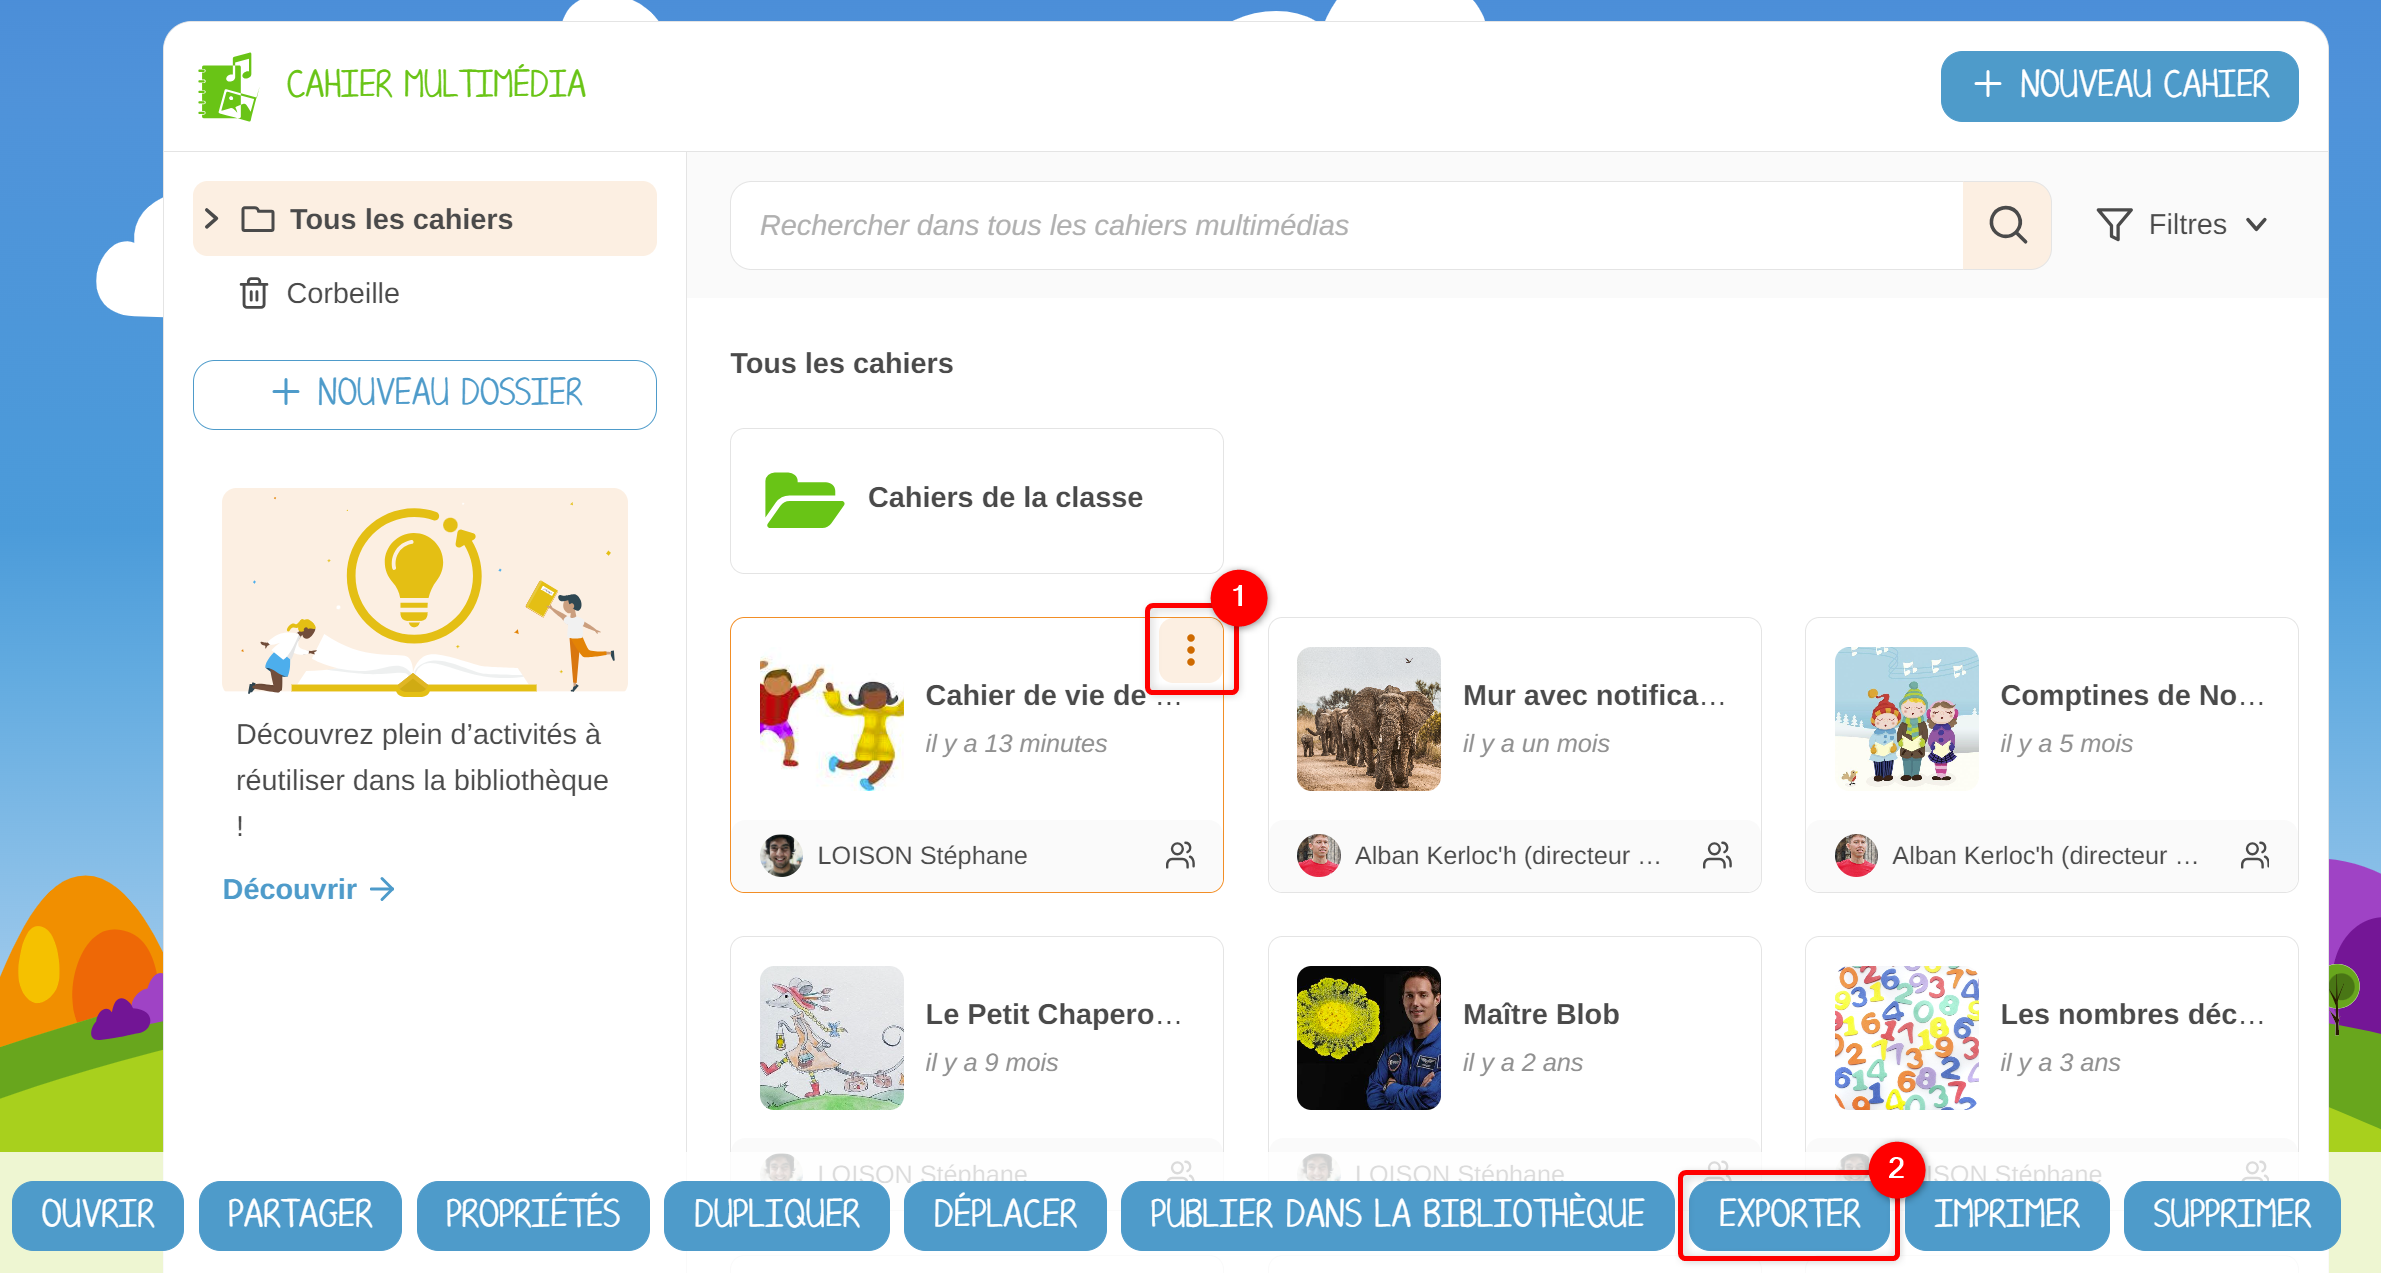 CAHIER MULTIMÉDIA
+ NOUVEAU CAHIER
Tous les cahiers
Corbeille
+ NOUVEAU DOSSIER
Découvrez plein d’activités à
réutiliser dans la bibliothèque
!
Découvrir →
Rechercher dans tous les cahiers multimédias
Filtres
Tous les cahiers
Cahiers de la classe
1
Cahier de vie de …
il y a 13 minutes
LOISON Stéphane
Mur avec notifica…
il y a un mois
Alban Kerloc'h (directeur …
Comptines de No…
il y a 5 mois
Alban Kerloc'h (directeur …
Le Petit Chapero…
il y a 9 mois
LOISON Stéphane
Maître Blob
il y a 2 ans
LOISON Stéphane
Les nombres déc…
il y a 3 ans
ISON Stéphane
2
OUVRIR
PARTAGER
PROPRIÉTÉS
DUPLIQUER
DÉPLACER
PUBLIER DANS LA BIBLIOTHÈQUE
EXPORTER
IMPRIMER
SUPPRIMER